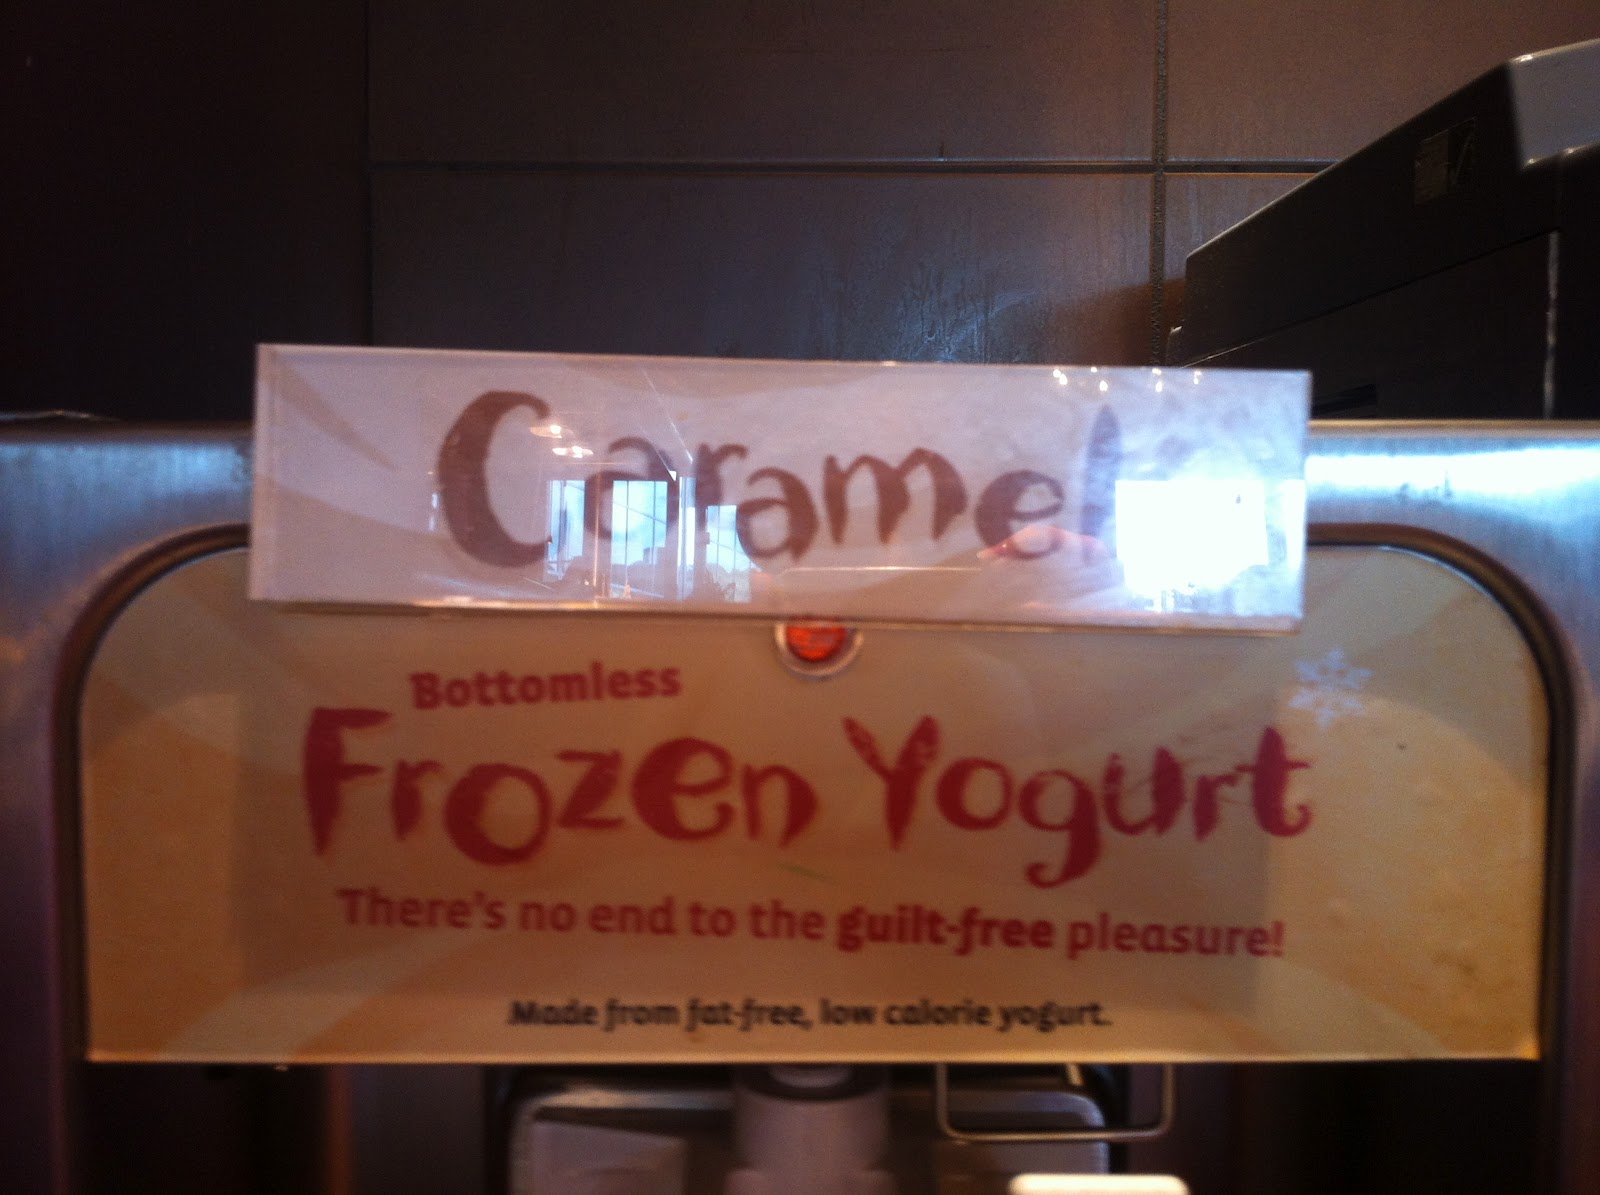 Caramel
Bottomless
Frozen Yogurt
There's no end to the guilt-free pleasure!
Made from fat-free, low calorie yogurt.